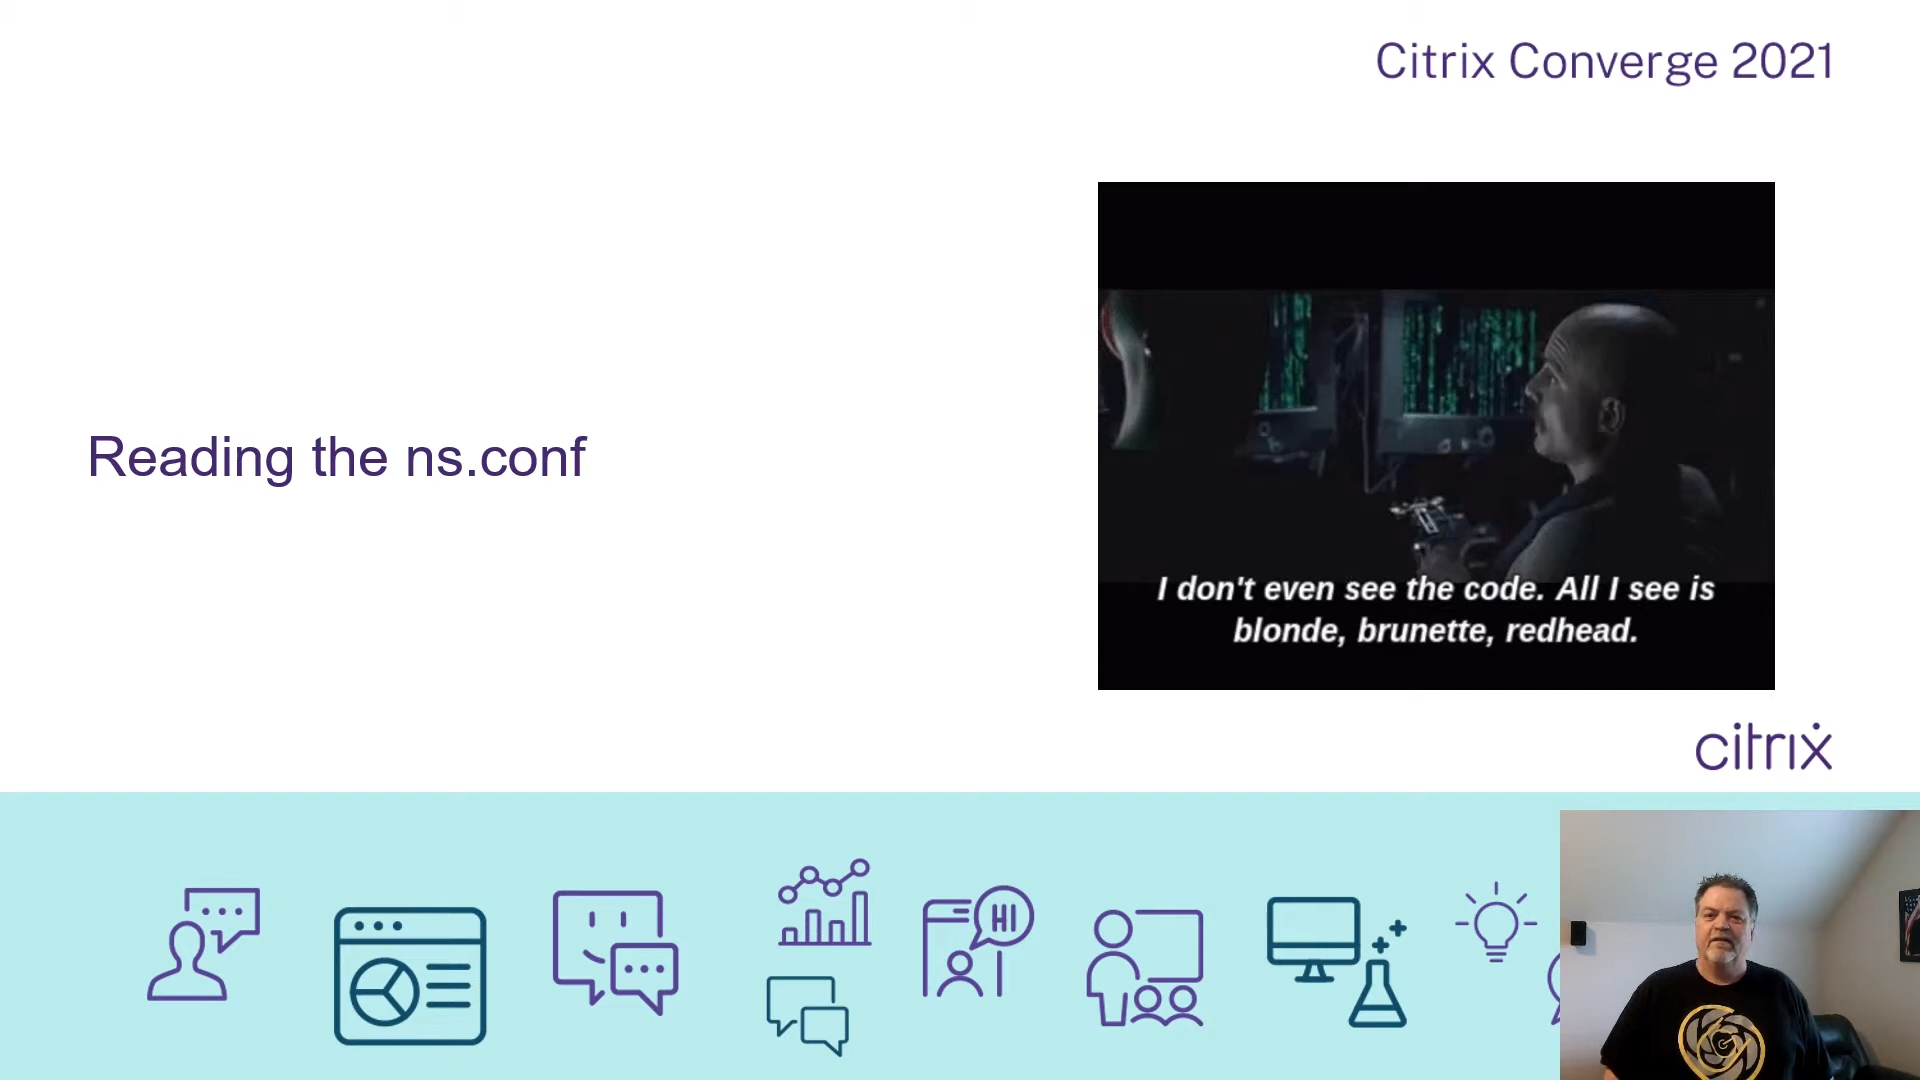 Citrix Converge 2021
Reading the ns.conf
I don't even see the code. All I see is
blonde, brunette, redhead.
citrix
HI